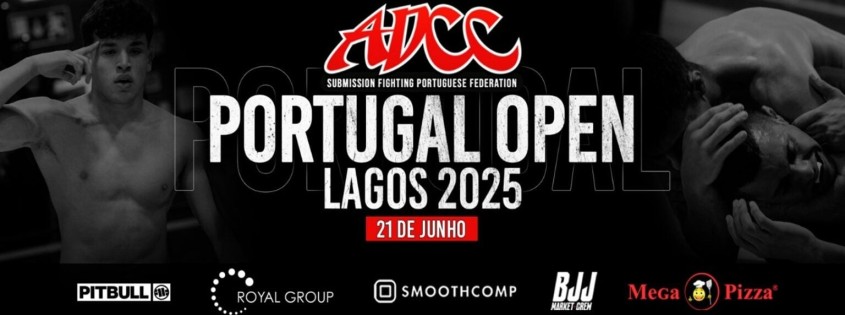 ADCC
SUBMISSION FIGHTING PORTUGUESE FEDERATION
PORTUGAL
PORTUGAL OPEN
LAGOS 2025
21 DE JUNHO
PITBULL
ROYAL GROUP
SMOOTHCOMP
BJJ
MARKET CREW
Mega Pizza®